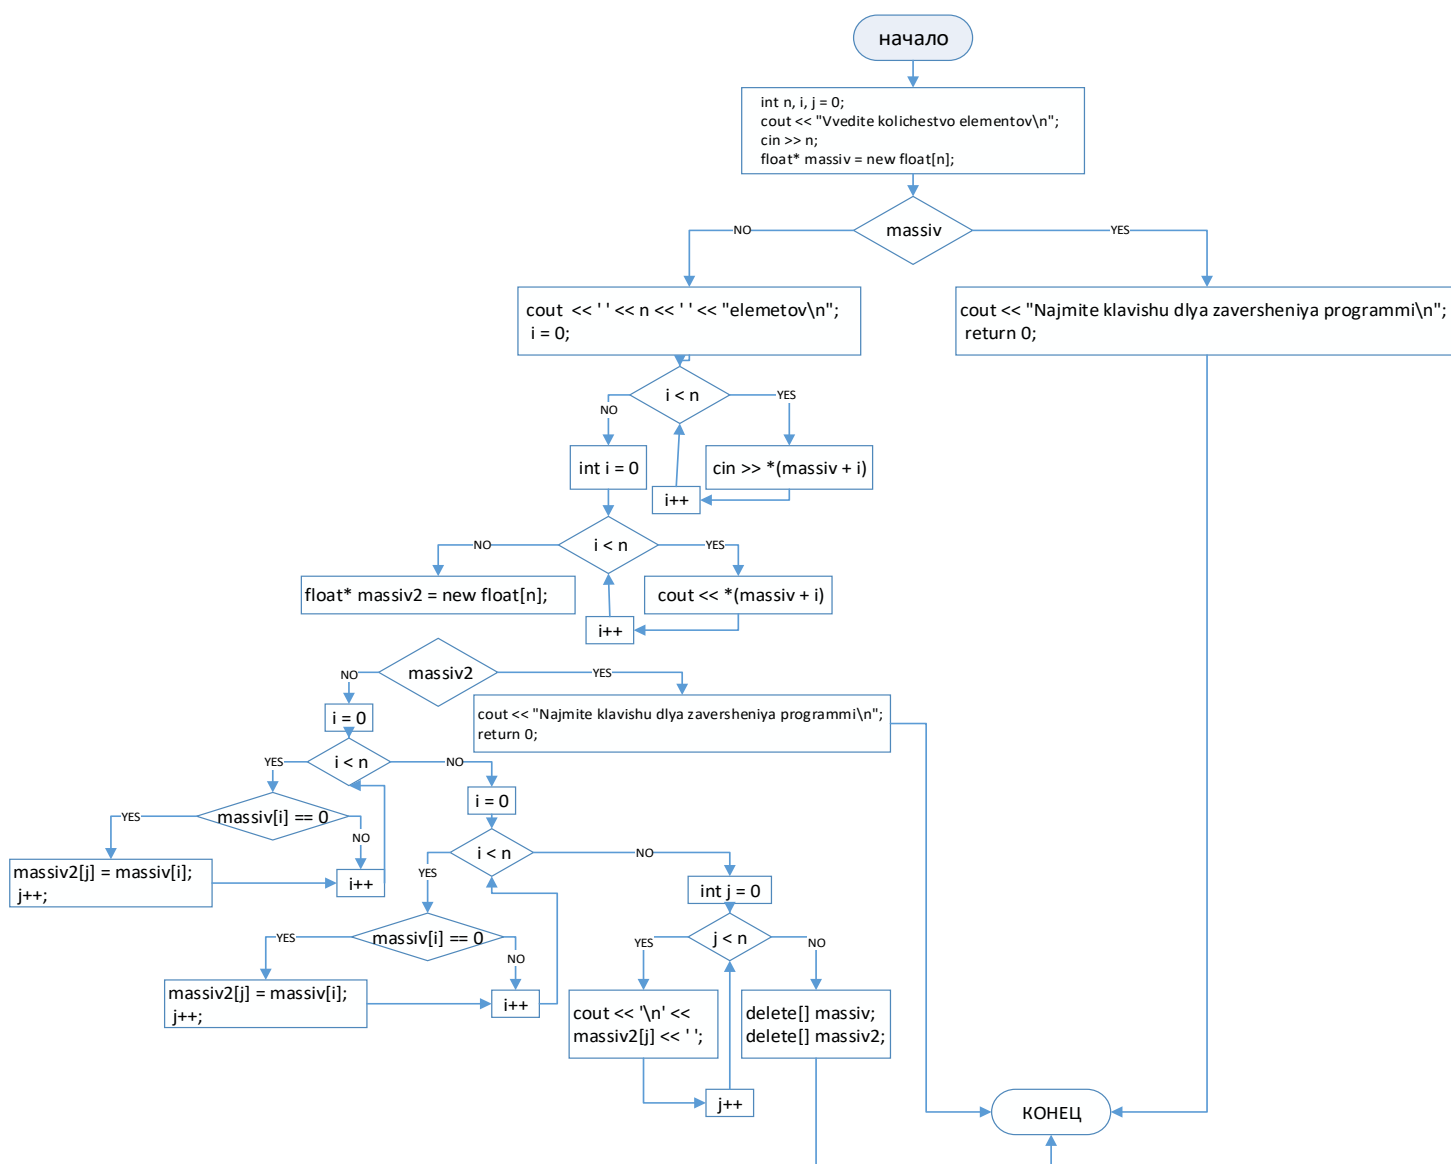 начало
int n, i, j = 0;
cout << "Vvedite kolichestvo elementov\n";
cin >> n;
float* massiv = new float[n];
massiv
NO
YES
cout << ' ' << n << ' ' << "elemetov\n";
i = 0;
cout << "Najmite klavishu dlya zaversheniya programmi\n";
return 0;
i < n
YES
NO
int i = 0
cin >> *(massiv + i)
i++
i < n
NO
YES
float* massiv2 = new float[n];
cout << *(massiv + i)
i++
massiv2
NO
YES
i = 0
cout << "Najmite klavishu dlya zaversheniya programmi\n";
return 0;
i < n
YES
NO
i = 0
massiv[i] == 0
YES
NO
massiv2[j] = massiv[i];
j++;
i++
i < n
NO
YES
int j = 0
massiv[i] == 0
YES
NO
massiv2[j] = massiv[i];
j++;
i++
j < n
YES
NO
cout << '\n' <<
massiv2[j] << ' ';
delete[] massiv;
delete[] massiv2;
j++
КОНЕЦ